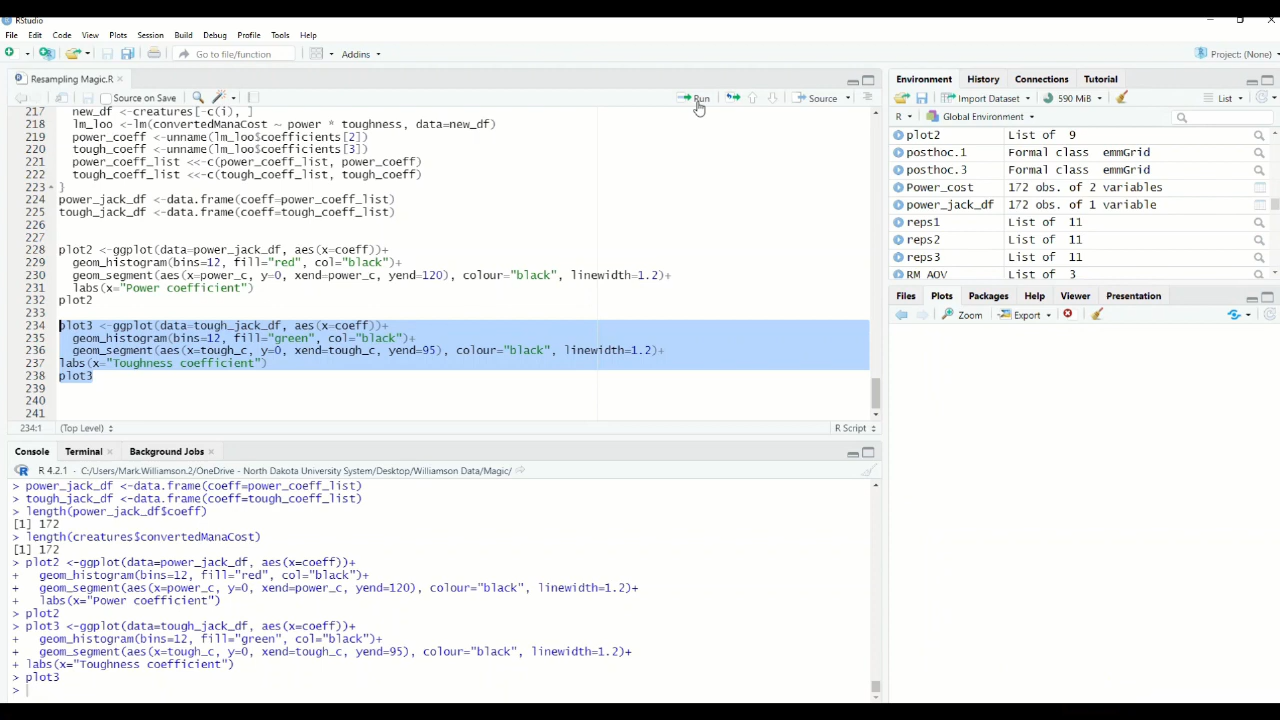 RStudio
File Edit Code View Plots Session Build Debug Profile Tools Help
Go to file/function Addins Project: (None)
Resampling Magic.R
Source on Save Run Source
217 new_df <-creatures[-c(i), ]
218 lm_loo <-lm(convertedManaCost ~ power * toughness, data=new_df)
219 power_coeff <-unname(lm_loo$coefficients[2])
220 tough_coeff <-unname(lm_loo$coefficients[3])
221 power_coeff_list <<-c(power_coeff_list, power_coeff)
222 tough_coeff_list <<-c(tough_coeff_list, tough_coeff)
223 }
224 power_jack_df <-data.frame(coeff=power_coeff_list)
225 tough_jack_df <-data.frame(coeff=tough_coeff_list)
226
227
228 plot2 <-ggplot(data=power_jack_df, aes(x=coeff))+
229 geom_histogram(bins=12, fill="red", col="black")+
230 geom_segment(aes(x=power_c, y=0, xend=power_c, yend=120), colour="black", linewidth=1.2)+
231 labs(x="Power coefficient")
232 plot2
233
234 plot3 <-ggplot(data=tough_jack_df, aes(x=coeff))+
235 geom_histogram(bins=12, fill="green", col="black")+
236 geom_segment(aes(x=tough_c, y=0, xend=tough_c, yend=95), colour="black", linewidth=1.2)+
237 labs(x="Toughness coefficient")
238 plot3
239
240
241
234:1 (Top Level) R Script
Console Terminal Background Jobs
R 4.2.1 · C:/Users/Mark.Williamson.2/OneDrive - North Dakota University System/Desktop/Williamson Data/Magic/
> power_jack_df <-data.frame(coeff=power_coeff_list)
> tough_jack_df <-data.frame(coeff=tough_coeff_list)
> length(power_jack_df$coeff)
[1] 172
> length(creatures$convertedManaCost)
[1] 172
> plot2 <-ggplot(data=power_jack_df, aes(x=coeff))+
+ geom_histogram(bins=12, fill="red", col="black")+
+ geom_segment(aes(x=power_c, y=0, xend=power_c, yend=120), colour="black", linewidth=1.2)+
+ labs(x="Power coefficient")
> plot2
> plot3 <-ggplot(data=tough_jack_df, aes(x=coeff))+
+ geom_histogram(bins=12, fill="green", col="black")+
+ geom_segment(aes(x=tough_c, y=0, xend=tough_c, yend=95), colour="black", linewidth=1.2)+
+ labs(x="Toughness coefficient")
> plot3
>
Environment History Connections Tutorial
Import Dataset 590 MiB List
R Global Environment
plot2 List of 9
posthoc.1 Formal class emmGrid
posthoc.3 Formal class emmGrid
Power_cost 172 obs. of 2 variables
power_jack_df 172 obs. of 1 variable
reps1 List of 11
reps2 List of 11
reps3 List of 11
RM_AOV List of 3
Files Plots Packages Help Viewer Presentation
Zoom Export